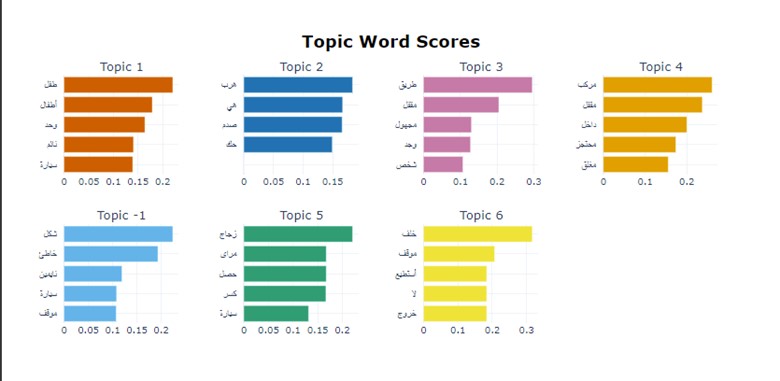 Topic Word Scores
Topic 1
طفل
أطفال
وحد
نائم
سيارة
0 0.05 0.1 0.15 0.2
Topic 2
هرب
هي
صدم
حك
0 0.05 0.1 0.15
Topic 3
طريق
مقفل
مجهول
وجد
شخص
0 0.1 0.2 0.3
Topic 4
مركب
مقفل
داخل
محتجز
مغلق
0 0.1 0.2
Topic -1
شكل
خاطئ
سيارة
موقف
0 0.05 0.1 0.15 0.2
Topic 5
زجاج
مراى
حصل
كسر
سيارة
0 0.05 0.1 0.15 0.2
Topic 6
خلف
موقف
أستطيع
لا
خروج
0 0.1 0.2 0.3